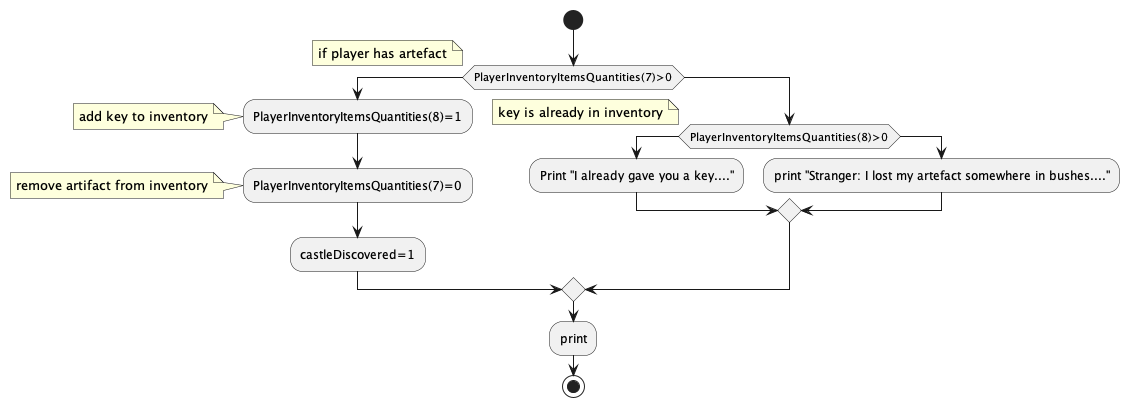 if player has artefact
PlayerInventoryItemsQuantities(7)>0
add key to inventory
PlayerInventoryItemsQuantities(8)=1
key is already in inventory
PlayerInventoryItemsQuantities(8)>0
remove artifact from inventory
PlayerInventoryItemsQuantities(7)=0
Print "I already gave you a key...."
print "Stranger: I lost my artefact somewhere in bushes...."
castleDiscovered=1
print